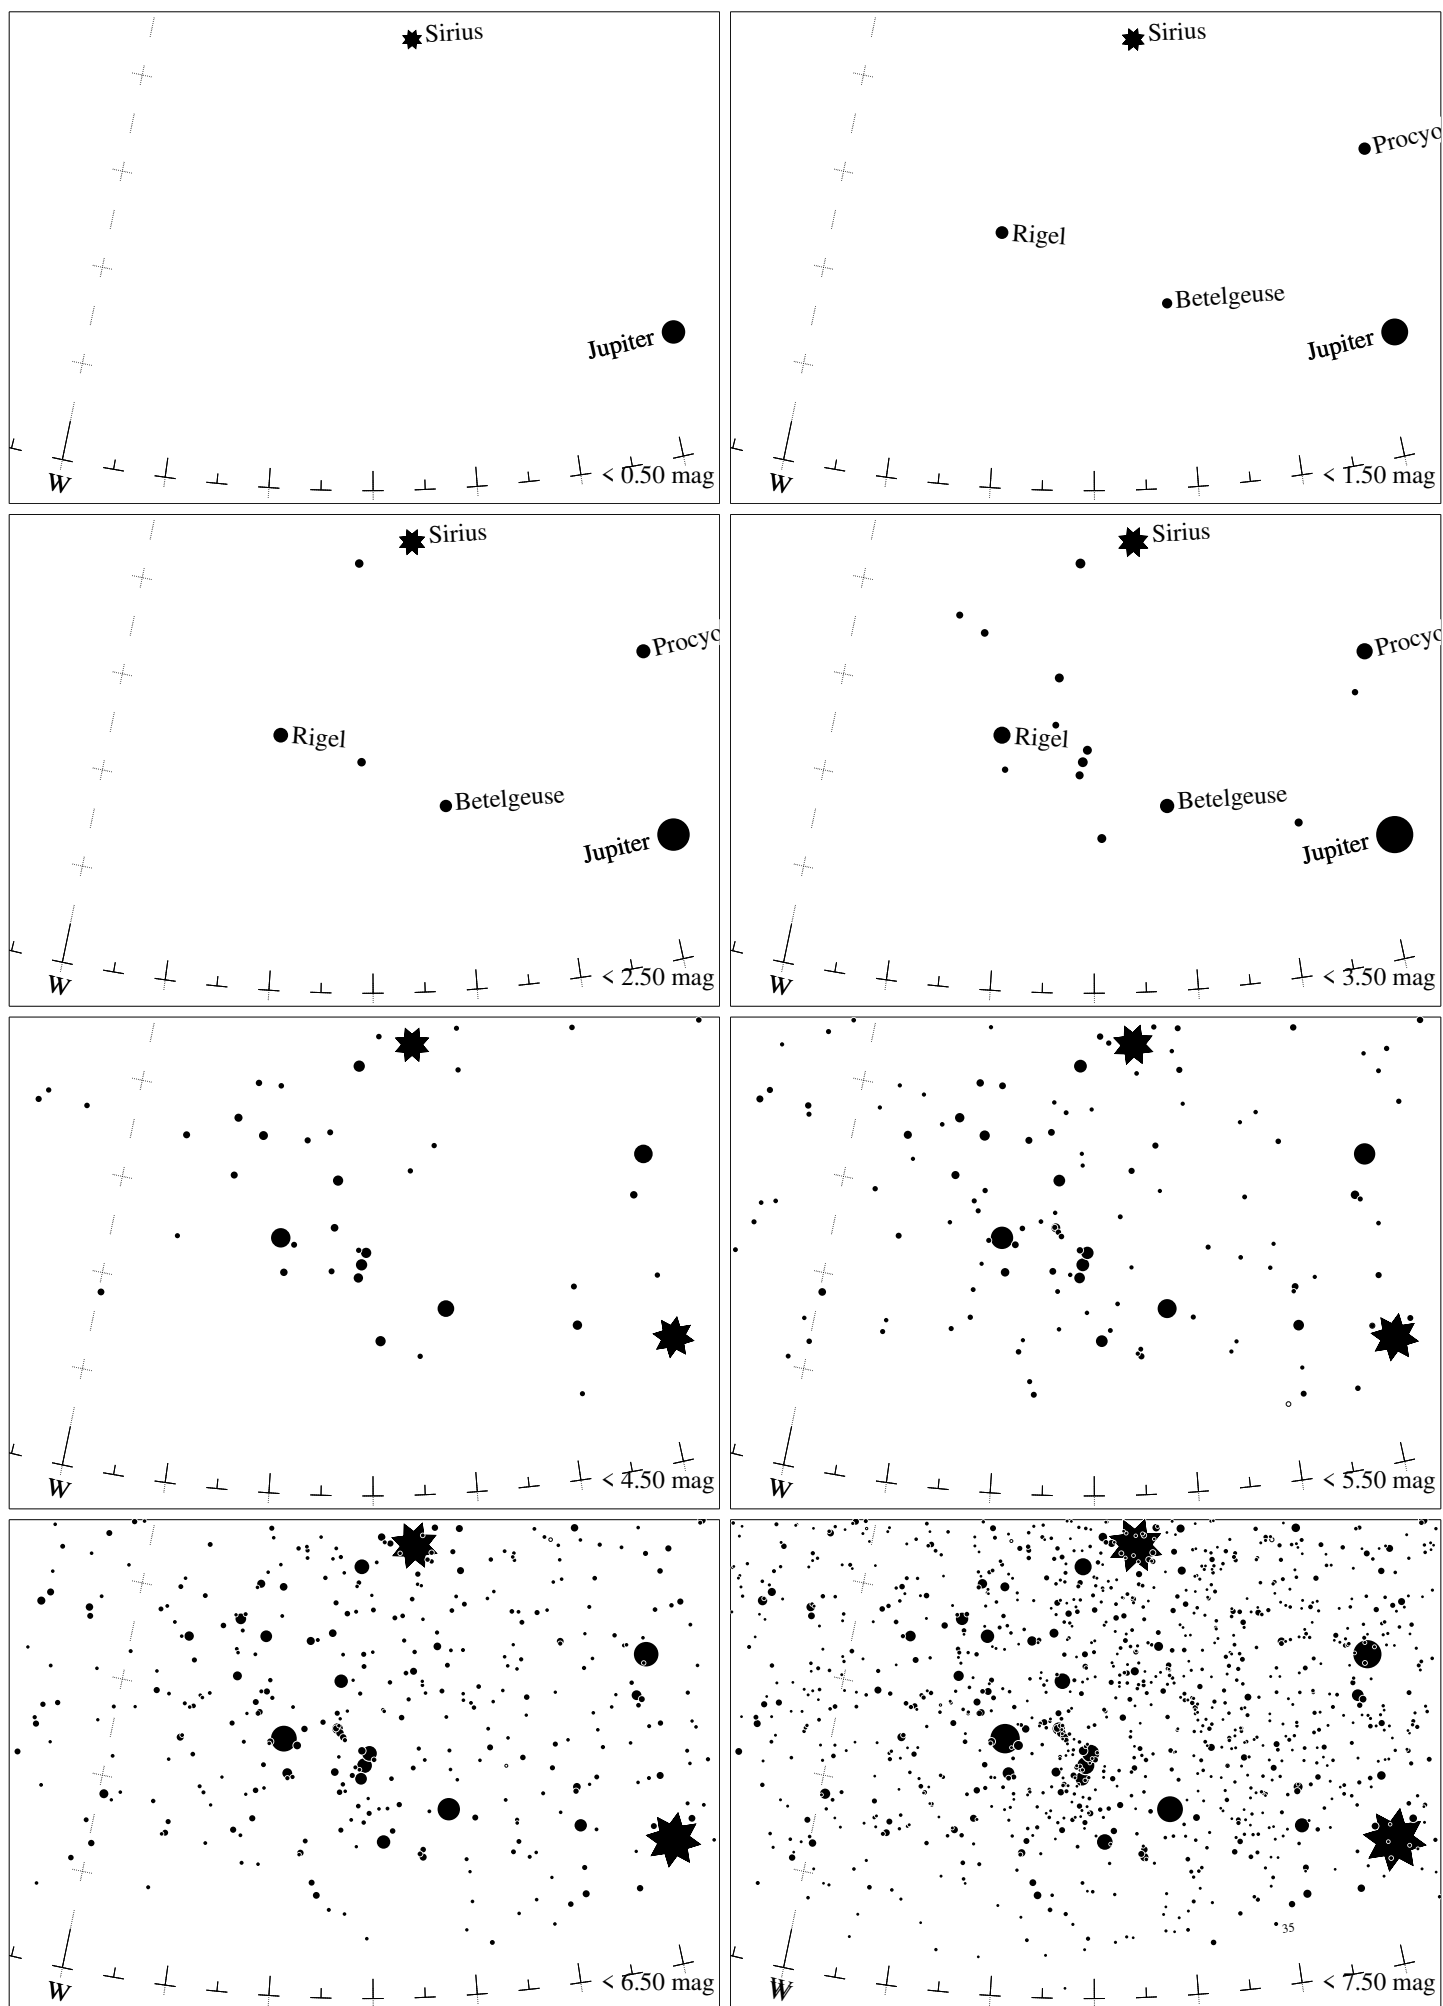 Sirius
Jupiter
W
< 0.50 mag
Sirius
Procyo
Rigel
Betelgeuse
Jupiter
W
< 1.50 mag
Sirius
Procyo
Rigel
Betelgeuse
Jupiter
W
< 2.50 mag
Sirius
Procyo
Rigel
Betelgeuse
Jupiter
W
< 3.50 mag
W
< 4.50 mag
W
< 5.50 mag
W
< 6.50 mag
35
W
< 7.50 mag